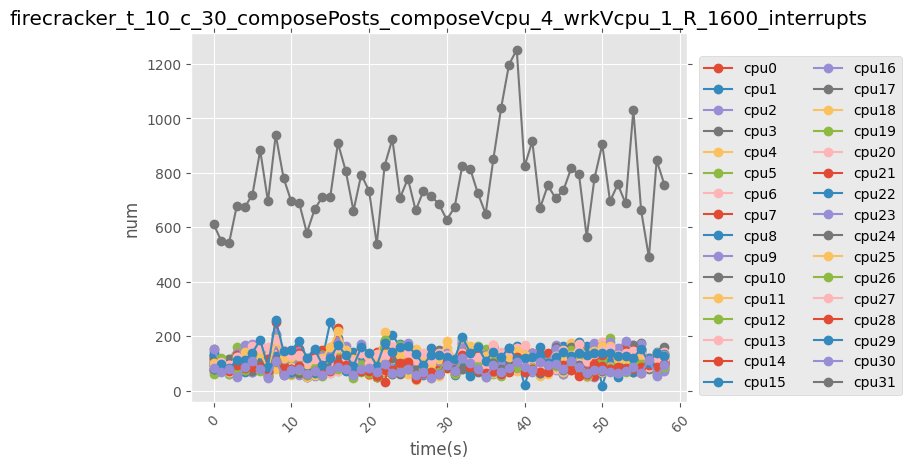 firecracker_t_10_c_30_composePosts_composeVcpu_4_wrkVcpu_1_R_1600_interrupts
1200
1000
800
600
400
200
0
num
0
10
20
30
40
50
60
time(s)
cpu0
cpu1
cpu2
cpu3
cpu4
cpu5
cpu6
cpu7
cpu8
cpu9
cpu10
cpu11
cpu12
cpu13
cpu14
cpu15
cpu16
cpu17
cpu18
cpu19
cpu20
cpu21
cpu22
cpu23
cpu24
cpu25
cpu26
cpu27
cpu28
cpu29
cpu30
cpu31